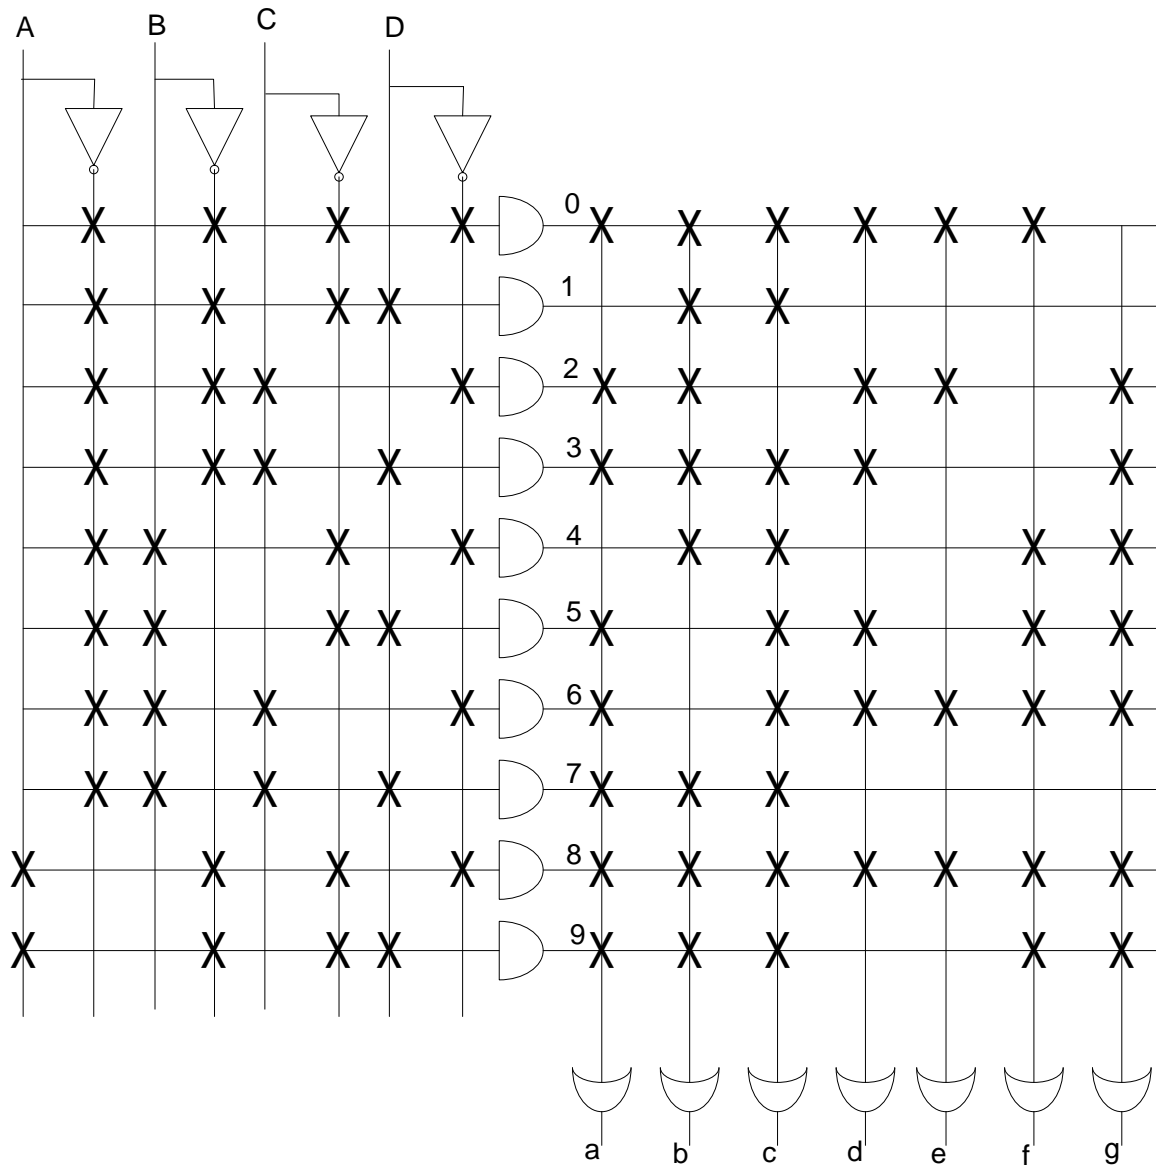 A B C D
X X X X 0 X X X X X X
X X X X 1 X X
X X X X 2 X X X X X
X X X X 3 X X X X X
X X X X 4 X X X X
X X X X 5 X X X X X
X X X X 6 X X X X X X
X X X X 7 X X X
X X X X 8 X X X X X X X
X X X X 9 X X X X X
a b c d e f g